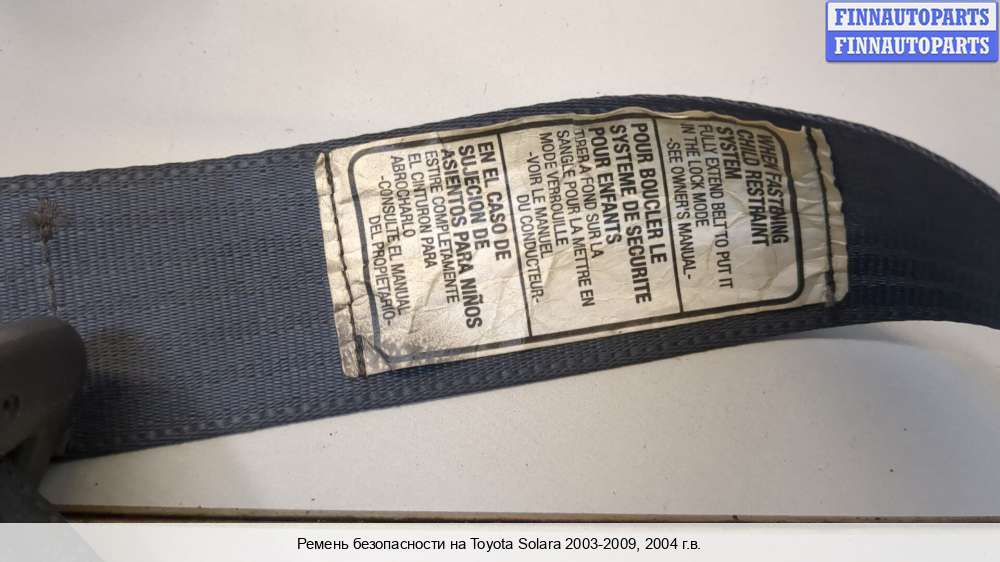 FINNAUTOPARTS
FINNAUTOPARTS
WHEN FASTENING
CHILD RESTRAINT
SYSTEM
FULLY EXTEND BELT TO PUT IT
IN THE LOCK MODE
-SEE OWNER'S MANUAL-
POUR BOUCLER LE
SYSTEME DE SECURITE
POUR ENFANTS
TIRER A FOND SUR LA
SANGLE POUR LA METTRE EN
MODE VERROUILLE
-VOIR LE MANUEL
DU CONDUCTEUR-
EN EL CASO DE
SUJECIÓN DE
ASIENTOS PARA NIÑOS
ESTIRE COMPLETAMENTE
EL CINTURON PARA
ABROCHARLO
-CONSULTE EL MANUAL
DEL PROPIETARIO-
Ремень безопасности на Toyota Solara 2003-2009, 2004 г.в.